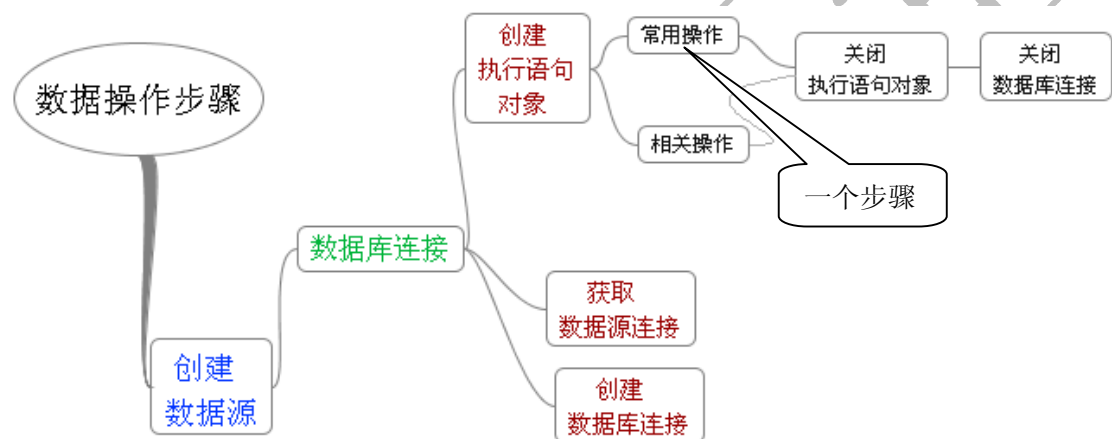 创建
执行语句
对象
常用操作
关闭
执行语句对象
关闭
数据库连接
数据操作步骤
相关操作
一个步骤
数据库连接
获取
数据源连接
创建
数据源
创建
数据库连接